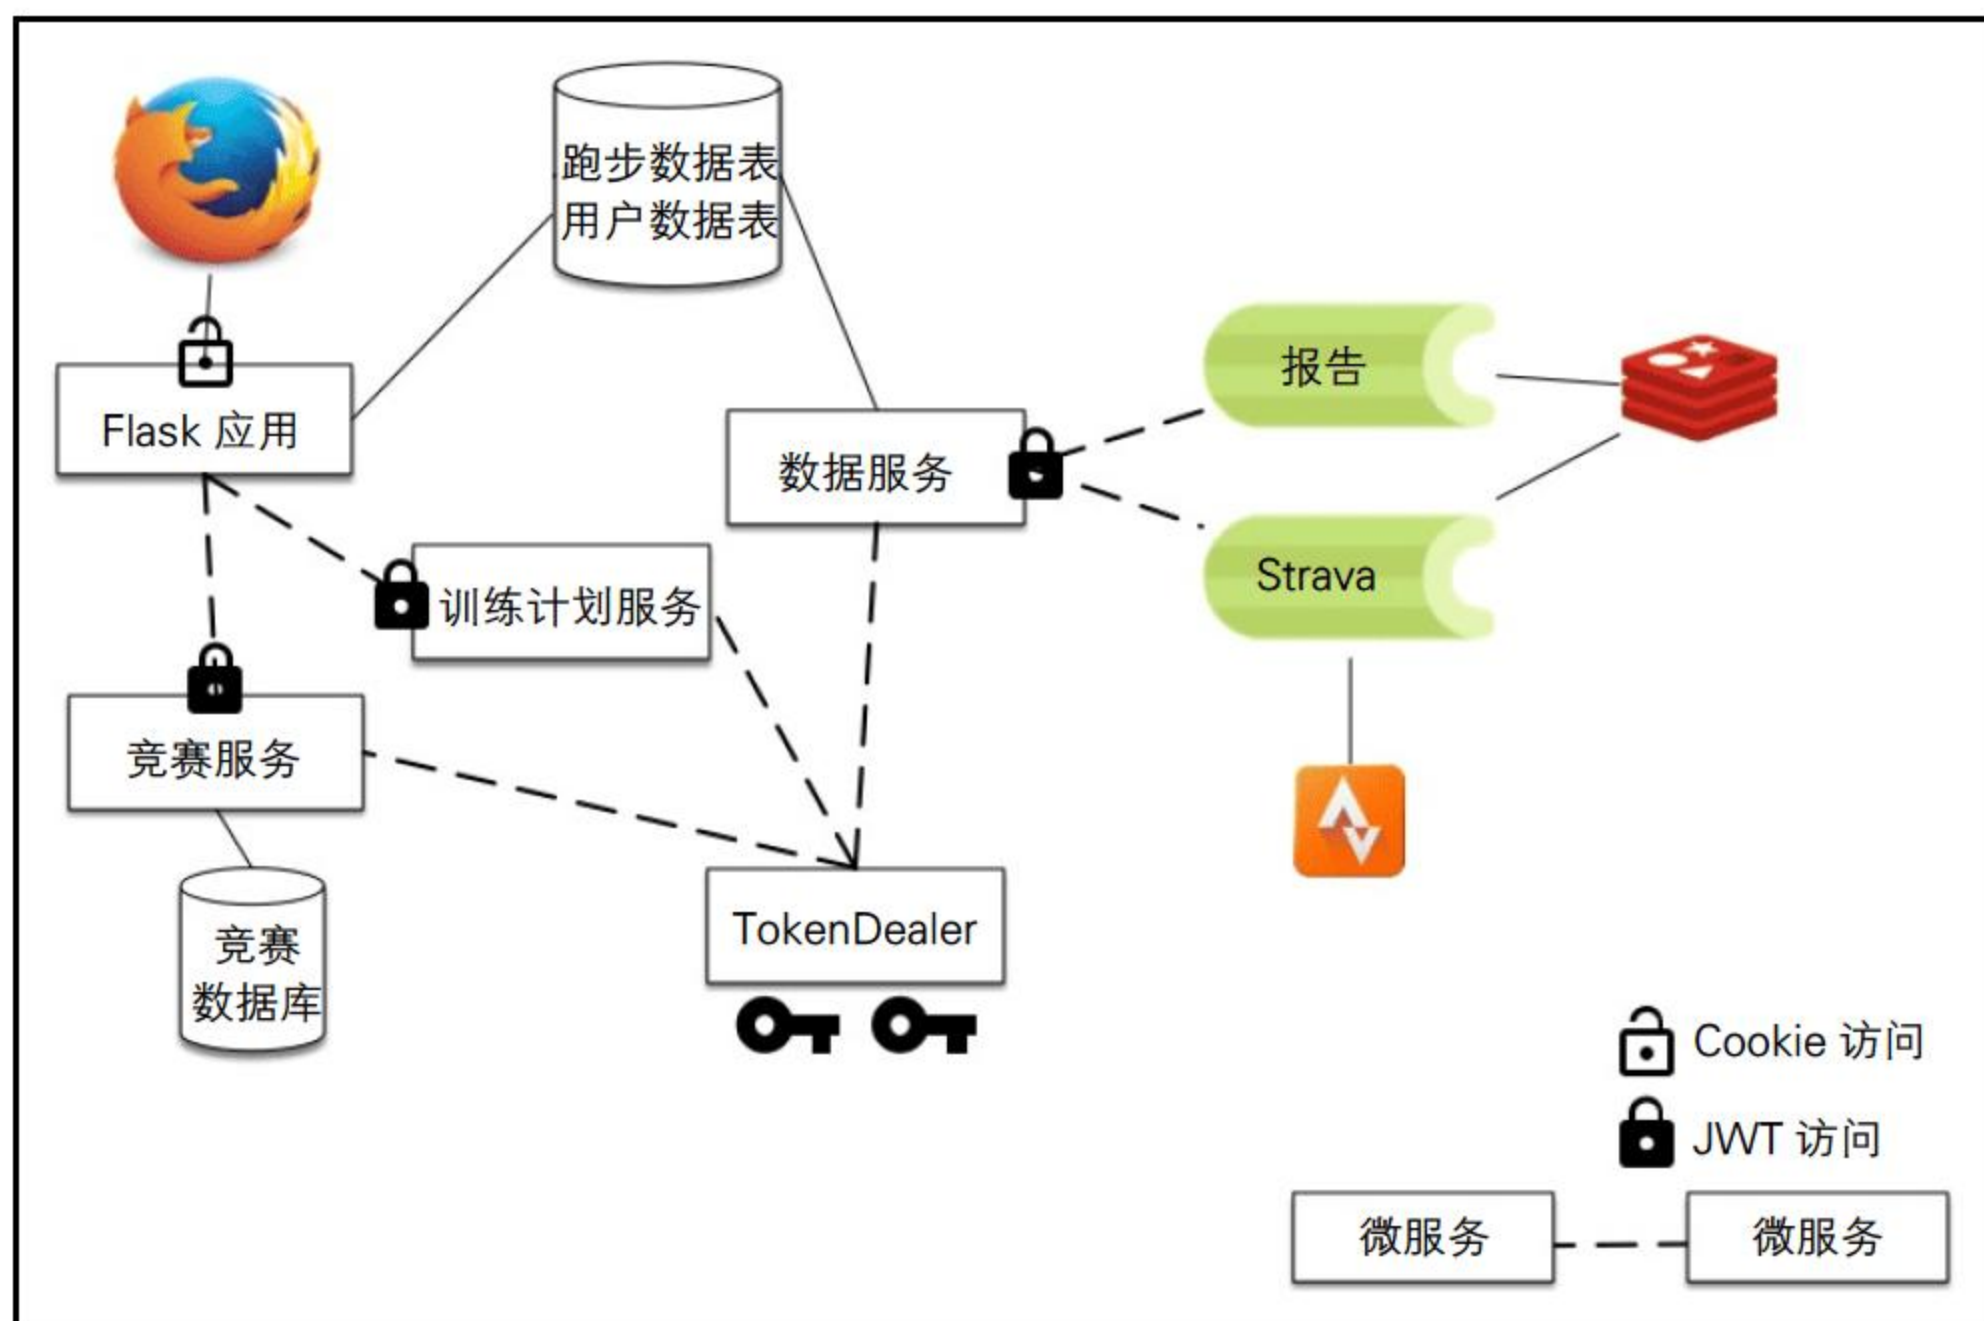 跑步数据表
用户数据表
Flask 应用
报告
数据服务
Strava
训练计划服务
竞赛服务
TokenDealer
竞赛
数据库
Cookie 访问
JWT 访问
微服务
微服务